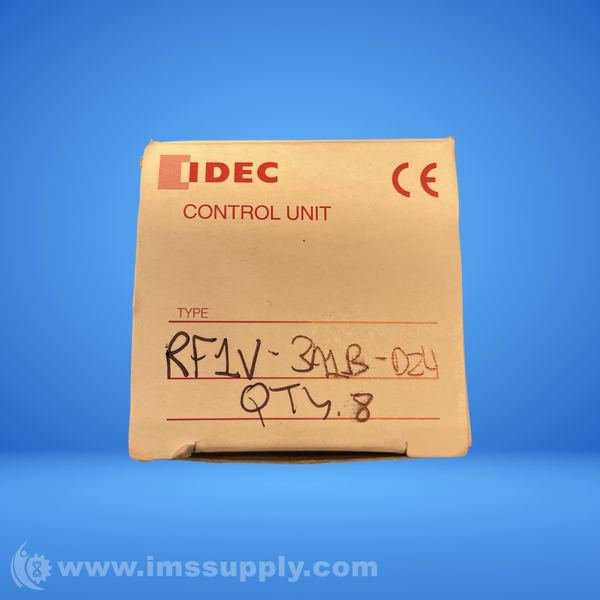 IDEC
CE
CONTROL UNIT
TYPE
RF1V-3A1B-D24
QTY. 8
www.imssupply.com